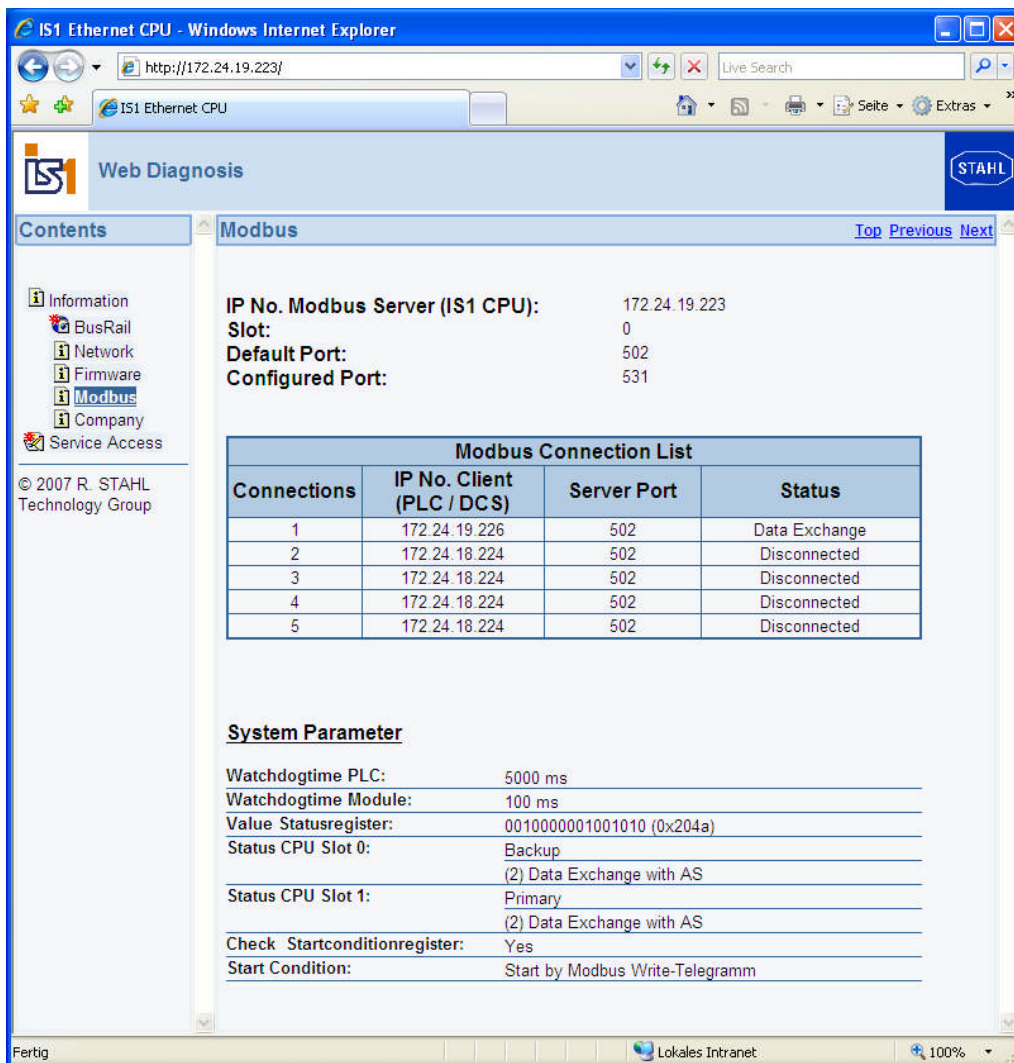 IS1 Ethernet CPU - Windows Internet Explorer
http://172.24.19.223/
Live Search
IS1 Ethernet CPU
Seite
Extras
»
IS1
Web Diagnosis
STAHL
Contents
Modbus
Top Previous Next
Information
BusRail
Network
Firmware
Modbus
Company
Service Access
© 2007 R. STAHL
Technology Group
IP No. Modbus Server (IS1 CPU): 172.24.19.223
Slot: 0
Default Port: 502
Configured Port: 531
Modbus Connection List
Connections IP No. Client (PLC / DCS) Server Port Status
1 172.24.19.226 502 Data Exchange
2 172.24.18.224 502 Disconnected
3 172.24.18.224 502 Disconnected
4 172.24.18.224 502 Disconnected
5 172.24.18.224 502 Disconnected
System Parameter
Watchdogtime PLC: 5000 ms
Watchdogtime Module: 100 ms
Value Statusregister: 0010000001001010 (0x204a)
Status CPU Slot 0: Backup
(2) Data Exchange with AS
Status CPU Slot 1: Primary
(2) Data Exchange with AS
Check Startconditionregister: Yes
Start Condition: Start by Modbus Write-Telegramm
Fertig
Lokales Intranet
100%